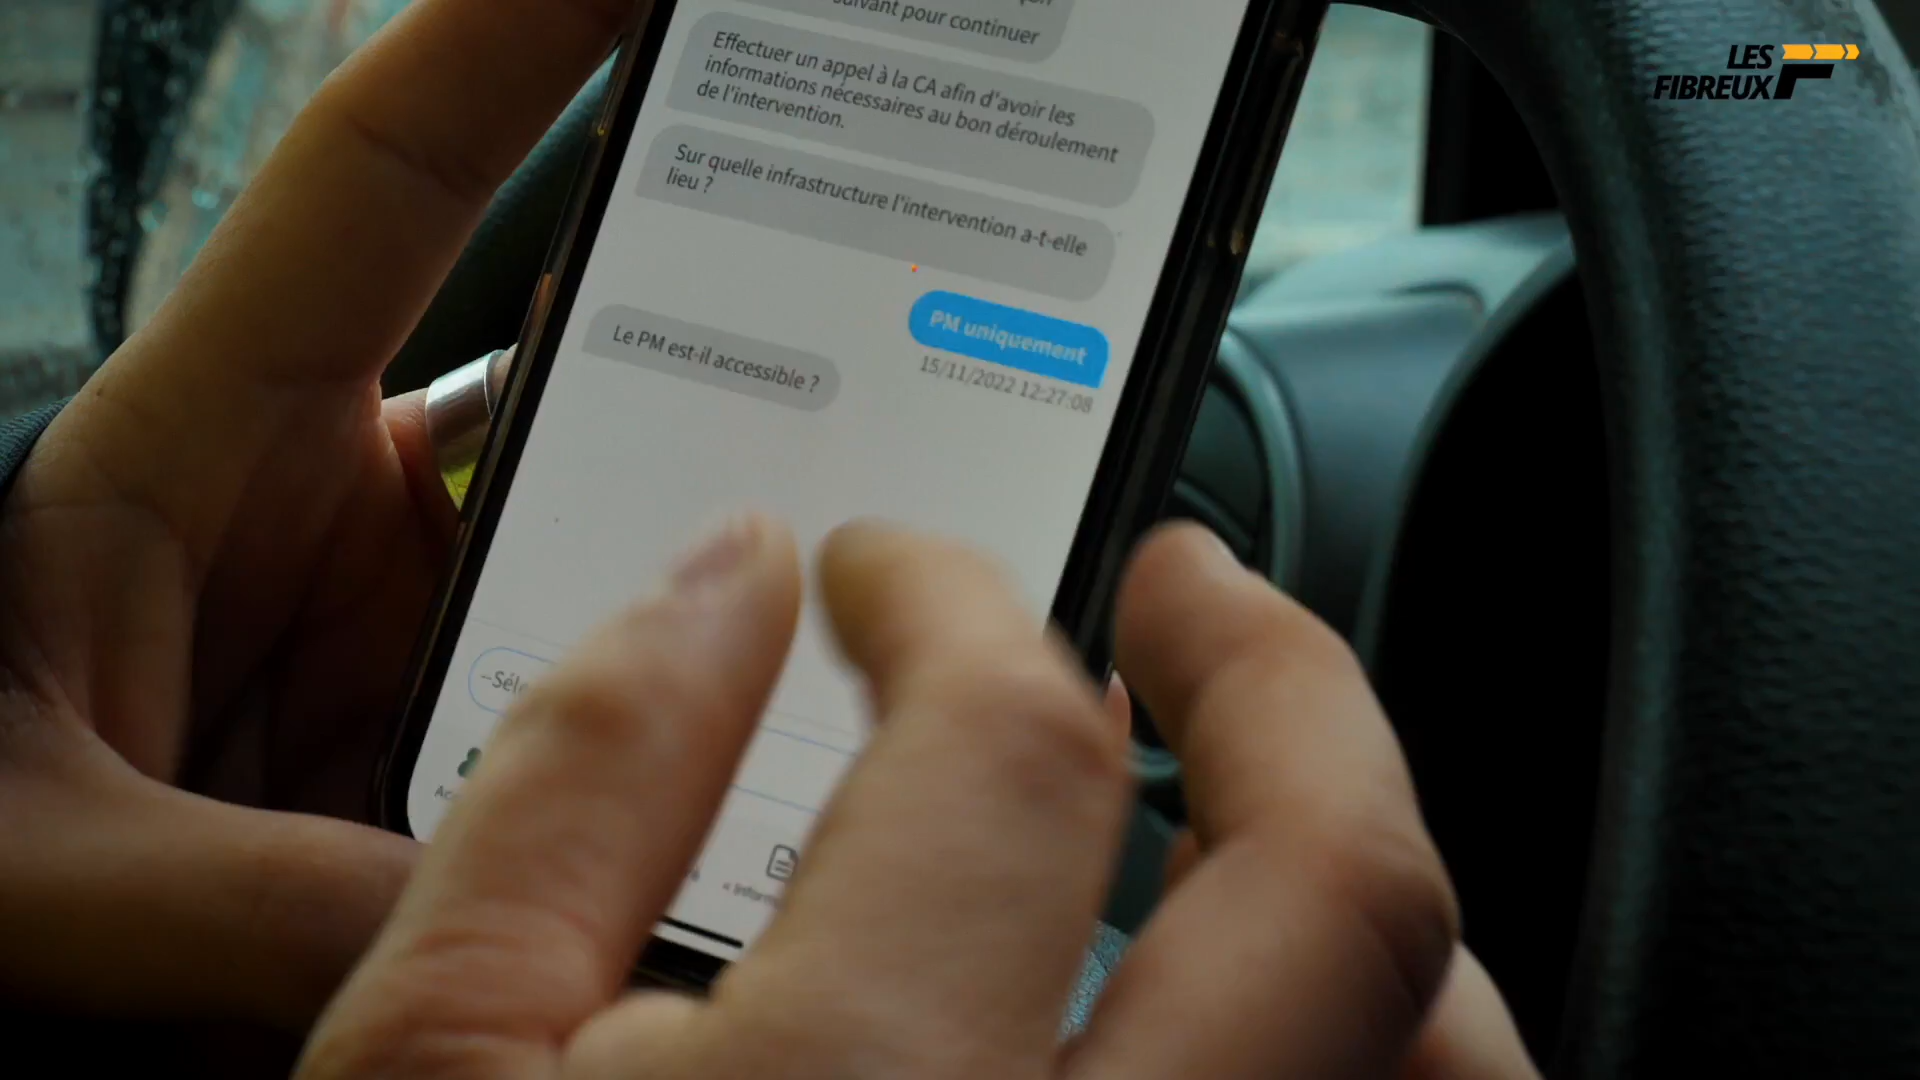 LES
FIBREUX
suivant pour continuer
Effectuer un appel à la CA afin d'avoir les
informations nécessaires au bon déroulement
de l'intervention.
Sur quelle infrastructure l'intervention a-t-elle
lieu ?
PM uniquement
15/11/2022 12:27:08
Le PM est-il accessible ?